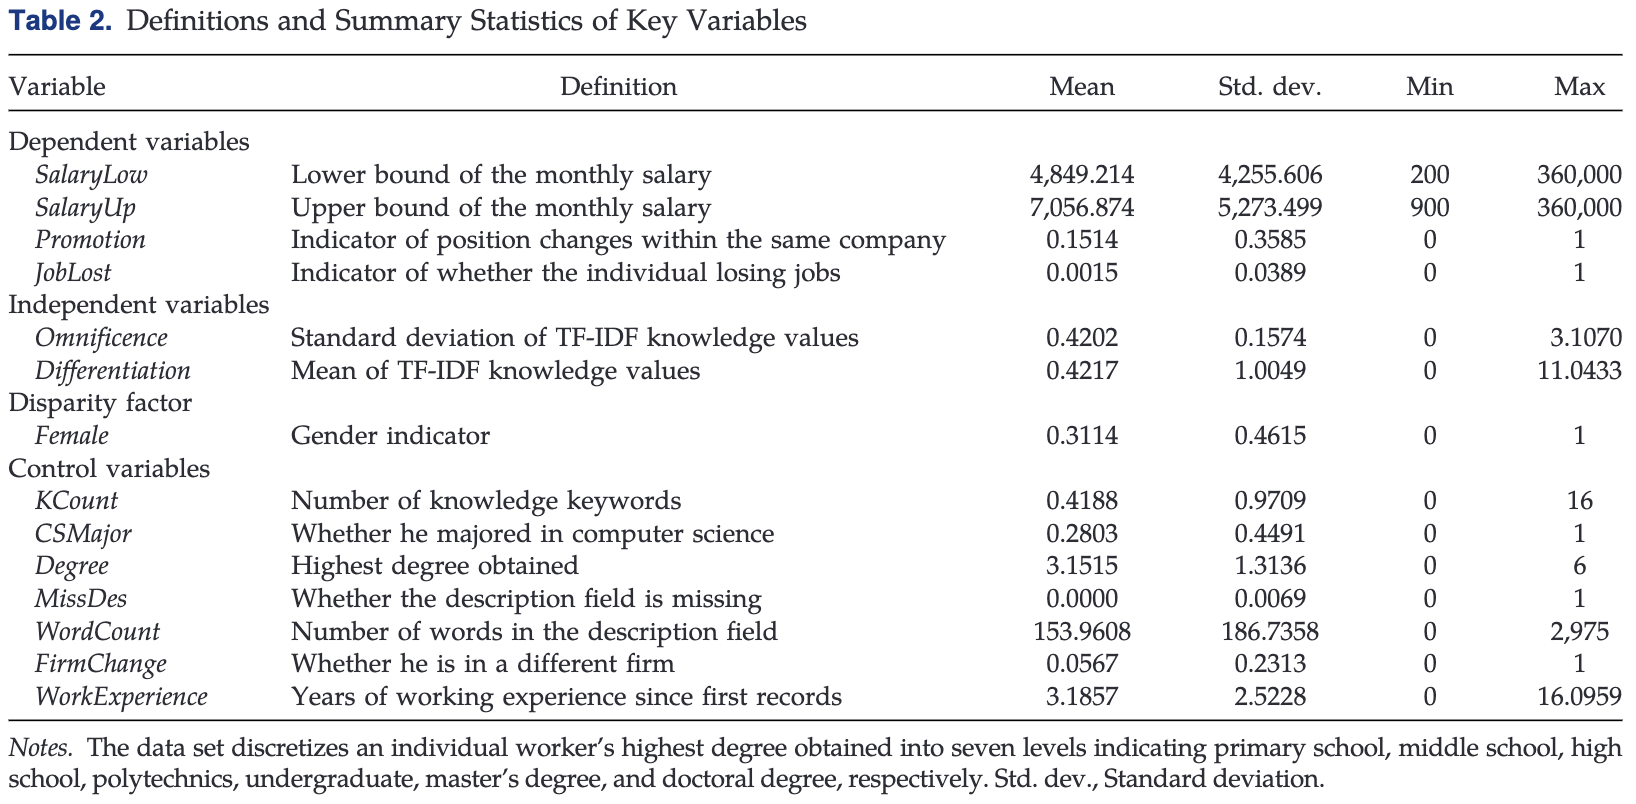 Table 2. Definitions and Summary Statistics of Key Variables
Variable Definition Mean Std. dev. Min Max
Dependent variables
SalaryLow Lower bound of the monthly salary 4,849.214 4,255.606 200 360,000
SalaryUp Upper bound of the monthly salary 7,056.874 5,273.499 900 360,000
Promotion Indicator of position changes within the same company 0.1514 0.3585 0 1
JobLost Indicator of whether the individual losing jobs 0.0015 0.0389 0 1
Independent variables
Omnificence Standard deviation of TF-IDF knowledge values 0.4202 0.1574 0 3.1070
Differentiation Mean of TF-IDF knowledge values 0.4217 1.0049 0 11.0433
Disparity factor
Female Gender indicator 0.3114 0.4615 0 1
Control variables
KCount Number of knowledge keywords 0.4188 0.9709 0 16
CSMajor Whether he majored in computer science 0.2803 0.4491 0 1
Degree Highest degree obtained 3.1515 1.3136 0 6
MissDes Whether the description field is missing 0.0000 0.0069 0 1
WordCount Number of words in the description field 153.9608 186.7358 0 2,975
FirmChange Whether he is in a different firm 0.0567 0.2313 0 1
WorkExperience Years of working experience since first records 3.1857 2.5228 0 16.0959
Notes. The data set discretizes an individual worker's highest degree obtained into seven levels indicating primary school, middle school, high
school, polytechnics, undergraduate, master's degree, and doctoral degree, respectively. Std. dev., Standard deviation.